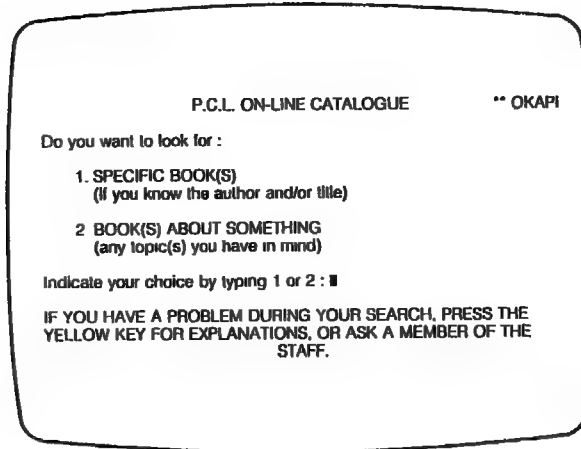 P.C.L. ON-LINE CATALOGUE ** OKAPI
Do you want to look for :
1. SPECIFIC BOOK(S)
(if you know the author and/or title)
2 BOOK(S) ABOUT SOMETHING
(any topic(s) you have in mind)
Indicate your choice by typing 1 or 2 :
IF YOU HAVE A PROBLEM DURING YOUR SEARCH, PRESS THE
YELLOW KEY FOR EXPLANATIONS, OR ASK A MEMBER OF THE
STAFF.